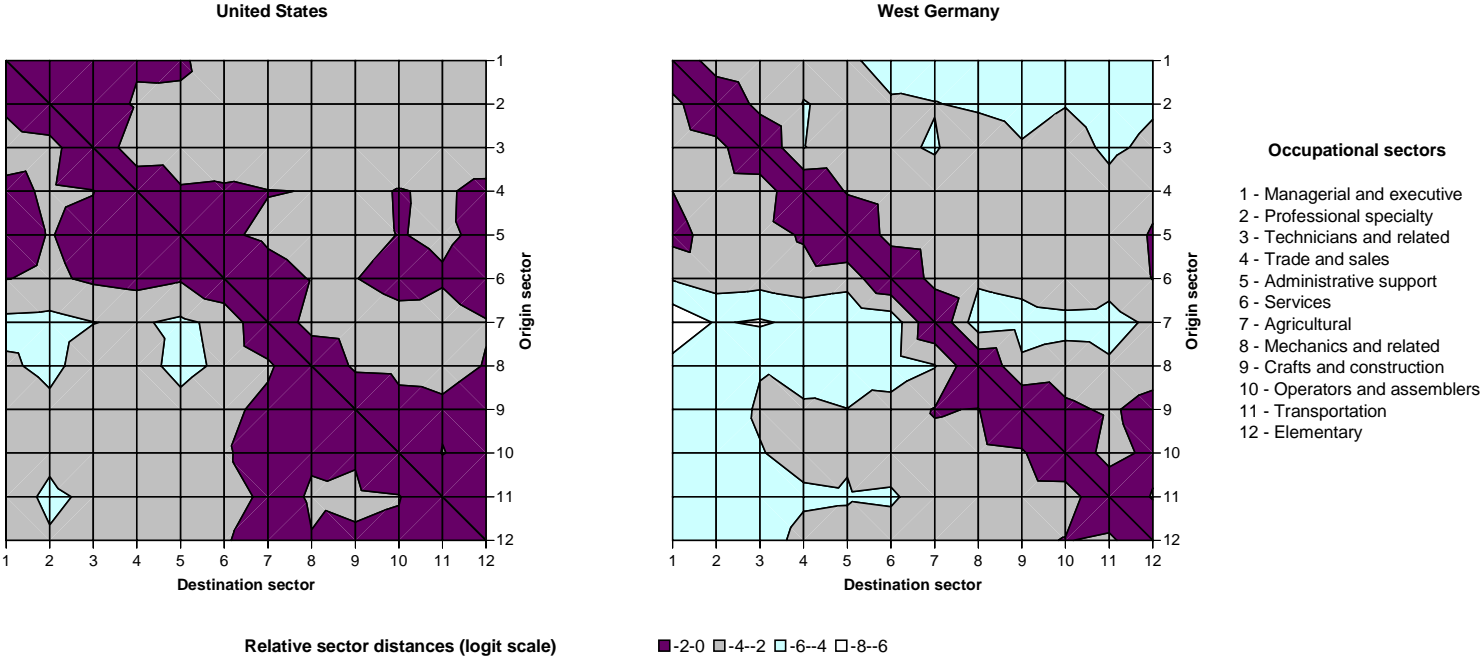 United States
West Germany
1
2
3
4
5
6
7
8
9
10
11
12
Origin sector
1 2 3 4 5 6 7 8 9 10 11 12
Destination sector
1
2
3
4
5
6
7
8
9
10
11
12
Origin sector
1 2 3 4 5 6 7 8 9 10 11 12
Destination sector
Occupational sectors
1 - Managerial and executive
2 - Professional specialty
3 - Technicians and related
4 - Trade and sales
5 - Administrative support
6 - Services
7 - Agricultural
8 - Mechanics and related
9 - Crafts and construction
10 - Operators and assemblers
11 - Transportation
12 - Elementary
Relative sector distances (logit scale) -2-0 -4--2 -6--4 -8--6